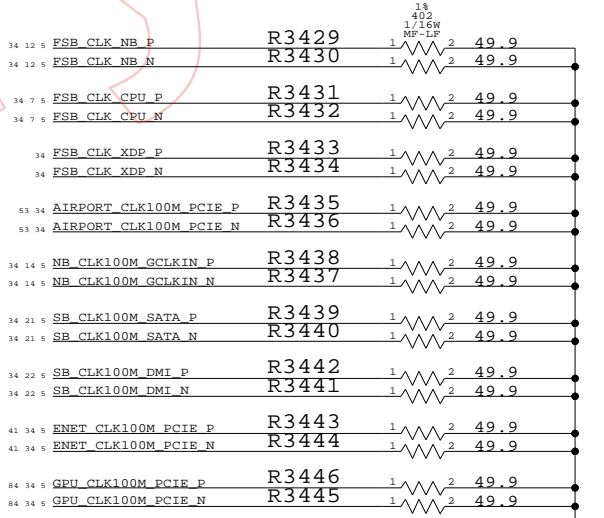 1%
402
1/16W
MF-LF
34 12 5 FSB_CLK_NB_P R3429 1 2 49.9
34 12 5 FSB_CLK_NB_N R3430 1 2 49.9
34 7 5 FSB_CLK_CPU_P R3431 1 2 49.9
34 7 5 FSB_CLK_CPU_N R3432 1 2 49.9
34 FSB_CLK_XDP_P R3433 1 2 49.9
34 FSB_CLK_XDP_N R3434 1 2 49.9
53 34 AIRPORT_CLK100M_PCIE_P R3435 1 2 49.9
53 34 AIRPORT_CLK100M_PCIE_N R3436 1 2 49.9
34 14 5 NB_CLK100M_GCLKIN_P R3438 1 2 49.9
34 14 5 NB_CLK100M_GCLKIN_N R3437 1 2 49.9
34 21 5 SB_CLK100M_SATA_P R3439 1 2 49.9
34 21 5 SB_CLK100M_SATA_N R3440 1 2 49.9
34 22 5 SB_CLK100M_DMI_P R3442 1 2 49.9
34 22 5 SB_CLK100M_DMI_N R3441 1 2 49.9
41 34 5 ENET_CLK100M_PCIE_P R3443 1 2 49.9
41 34 5 ENET_CLK100M_PCIE_N R3444 1 2 49.9
84 34 5 GPU_CLK100M_PCIE_P R3446 1 2 49.9
84 34 5 GPU_CLK100M_PCIE_N R3445 1 2 49.9